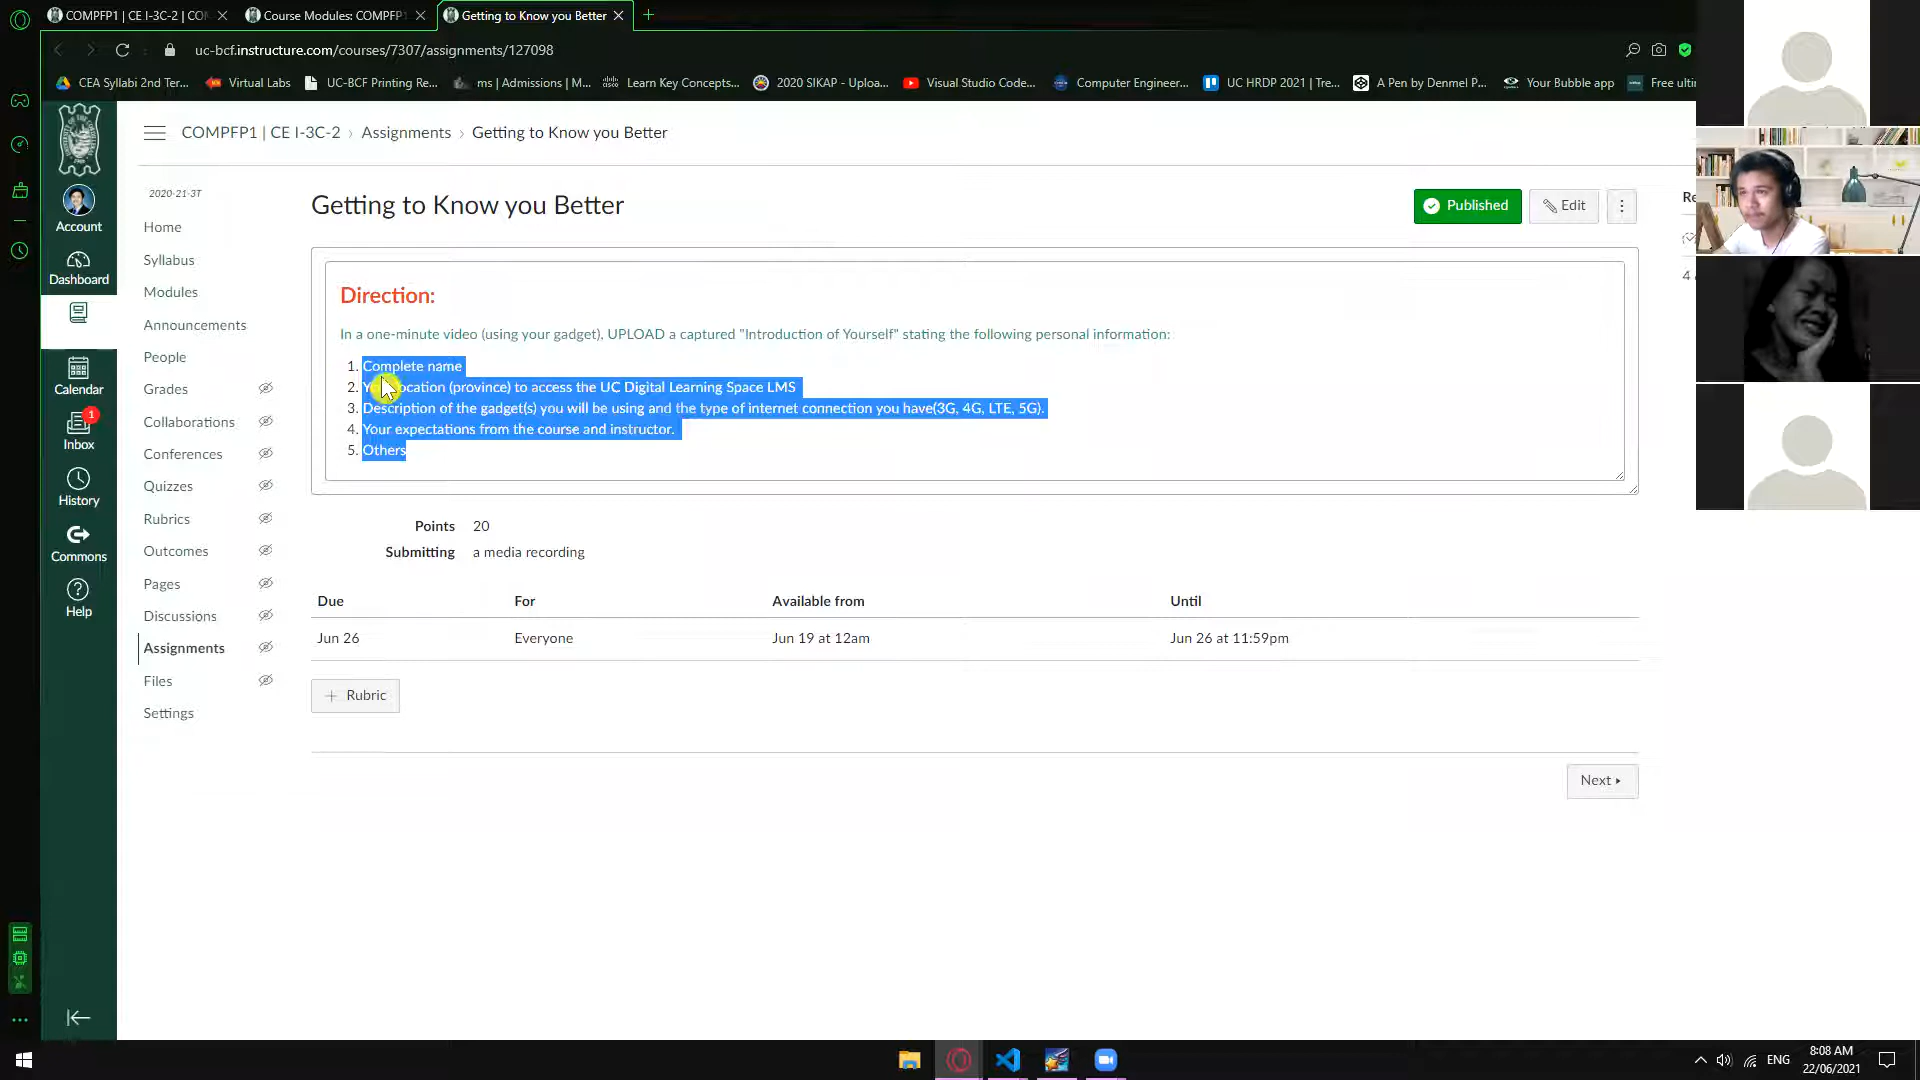 COMPFP1 | CE I-3C-2 | CO
Course Modules: COMPFP
Getting to Know you Better
uc-bcf.instructure.com/courses/7307/assignments/127098
CEA Syllabi 2nd Ter...
Virtual Labs
UC-BCF Printing Re...
ms | Admissions | M...
Learn Key Concepts...
2020 SIKAP - Uploa...
Visual Studio Code...
Computer Engineer...
UC HRDP 2021 | Tre...
A Pen by Denmel P...
Your Bubble app
Free ulti
COMPFP1 | CE I-3C-2 › Assignments › Getting to Know you Better
2020-21-3T
Account
Dashboard
Calendar
1
Inbox
History
Commons
Help
Home
Syllabus
Modules
Announcements
People
Grades
Collaborations
Conferences
Quizzes
Rubrics
Outcomes
Pages
Discussions
Assignments
Files
Settings
Getting to Know you Better
Published
Edit
Re
4
Direction:
In a one-minute video (using your gadget), UPLOAD a captured "Introduction of Yourself" stating the following personal information:
1. Complete name
2. location (province) to access the UC Digital Learning Space LMS
3. Description of the gadget(s) you will be using and the type of internet connection you have(3G, 4G, LTE, 5G).
4. Your expectations from the course and instructor.
5. Others
Points 20
Submitting a media recording
Due For Available from Until
Jun 26 Everyone Jun 19 at 12am Jun 26 at 11:59pm
+ Rubric
Next
ENG
8:08 AM
22/06/2021